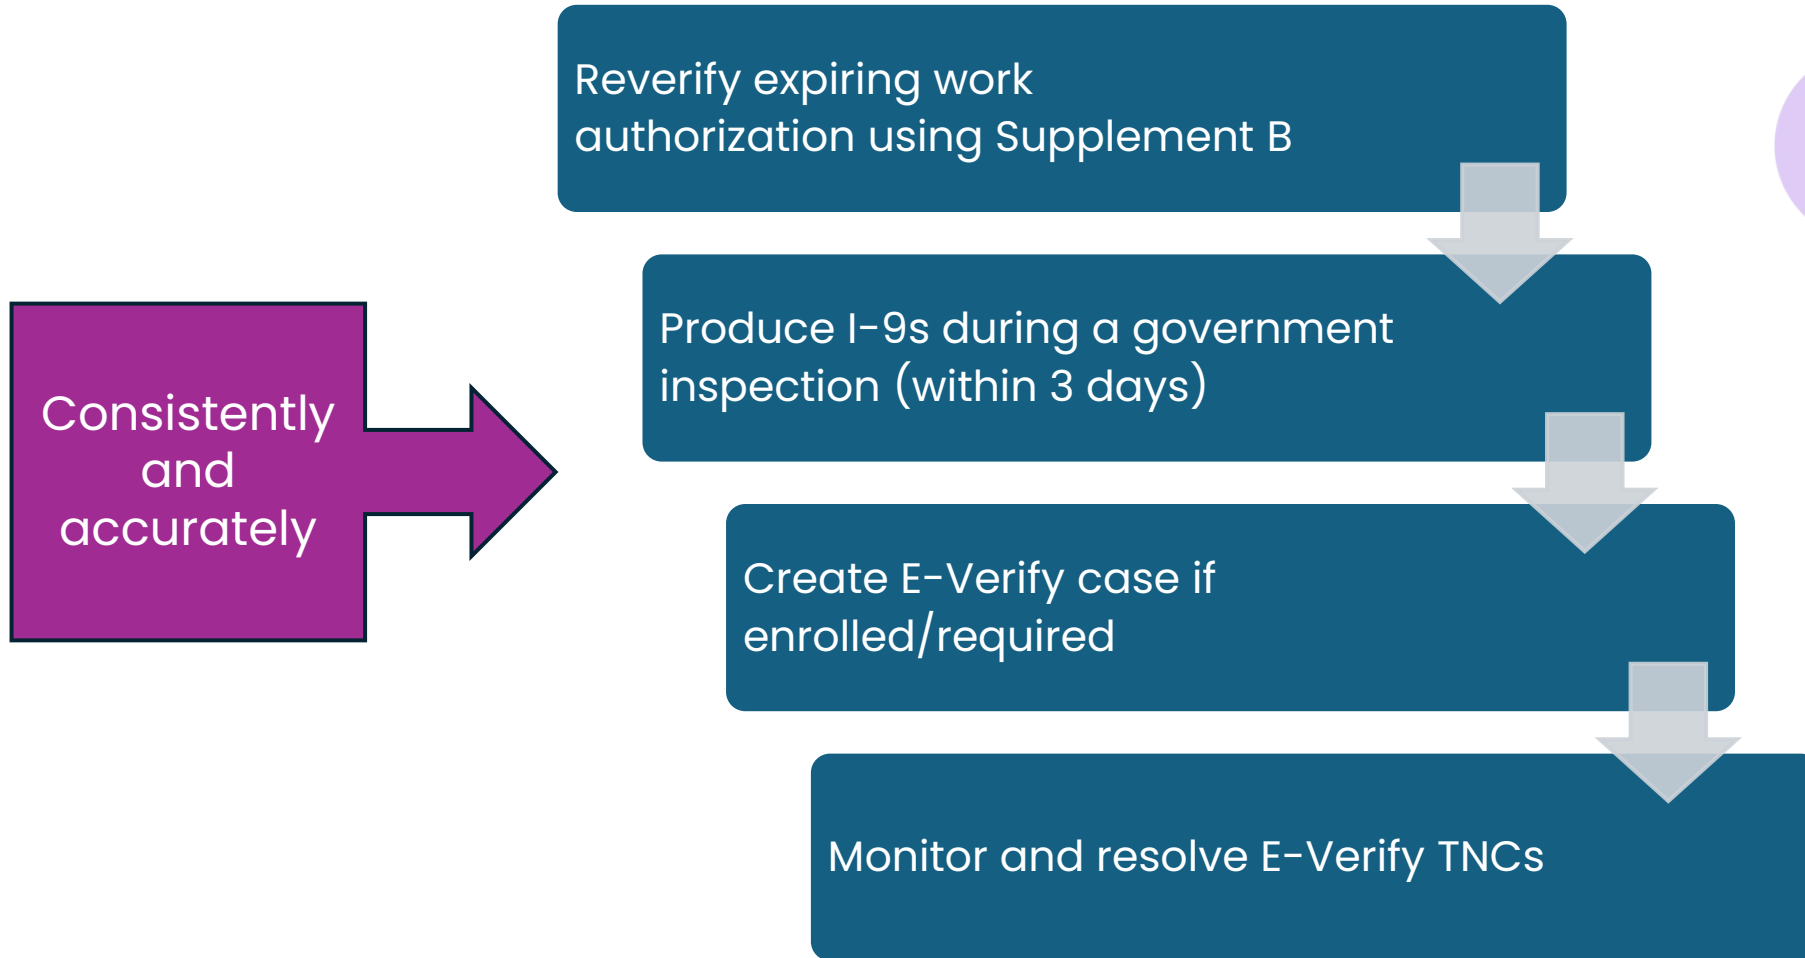 Reverify expiring work
authorization using Supplement B
Produce I-9s during a government
inspection (within 3 days)
Consistently
and
accurately
Create E-Verify case if
enrolled/required
Monitor and resolve E-Verify TNCs